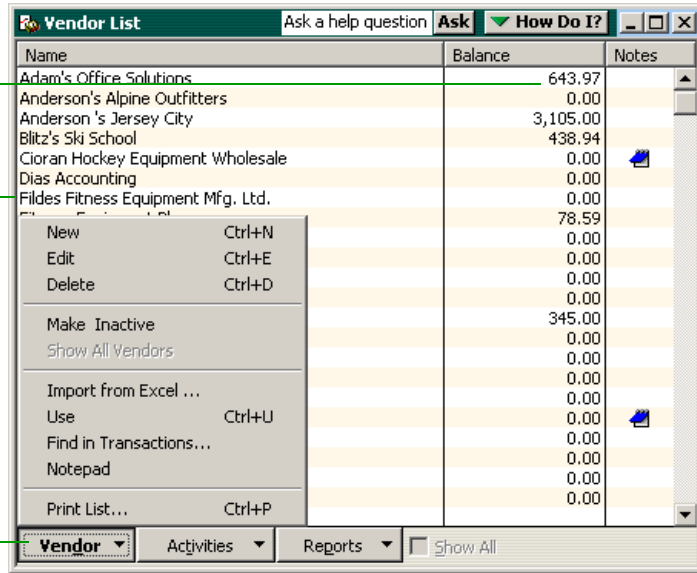 Vendor List Ask a help question Ask How Do I?
Name Balance Notes
Adam's Office Solutions 643.97
Anderson's Alpine Outfitters 0.00
Anderson 's Jersey City 3,105.00
Blitz's Ski School 438.94
Cioran Hockey Equipment Wholesale 0.00
Dias Accounting 0.00
Fildes Fitness Equipment Mfg. Ltd. 0.00
78.59
New Ctrl+N 0.00
Edit Ctrl+E 0.00
Delete Ctrl+D 0.00
0.00
Make Inactive 345.00
0.00
Show All Vendors 0.00
0.00
Import from Excel ... 0.00
Use Ctrl+U 0.00
Find in Transactions... 0.00
0.00
Notepad 0.00
0.00
Print List... Ctrl+P
Vendor Activities Reports Show All